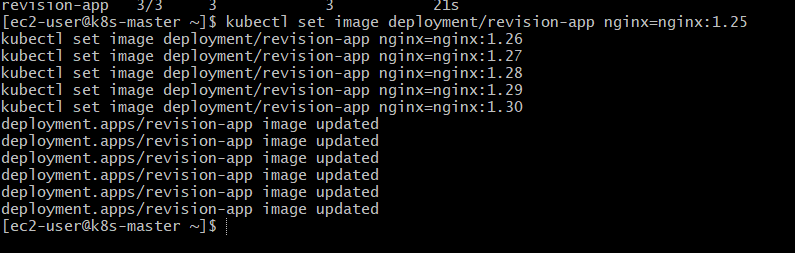 revision-app   3/3     3            3           21s
[ec2-user@k8s-master ~]$ kubectl set image deployment/revision-app nginx=nginx:1.25
kubectl set image deployment/revision-app nginx=nginx:1.26
kubectl set image deployment/revision-app nginx=nginx:1.27
kubectl set image deployment/revision-app nginx=nginx:1.28
kubectl set image deployment/revision-app nginx=nginx:1.29
kubectl set image deployment/revision-app nginx=nginx:1.30
deployment.apps/revision-app image updated
deployment.apps/revision-app image updated
deployment.apps/revision-app image updated
deployment.apps/revision-app image updated
deployment.apps/revision-app image updated
deployment.apps/revision-app image updated
[ec2-user@k8s-master ~]$